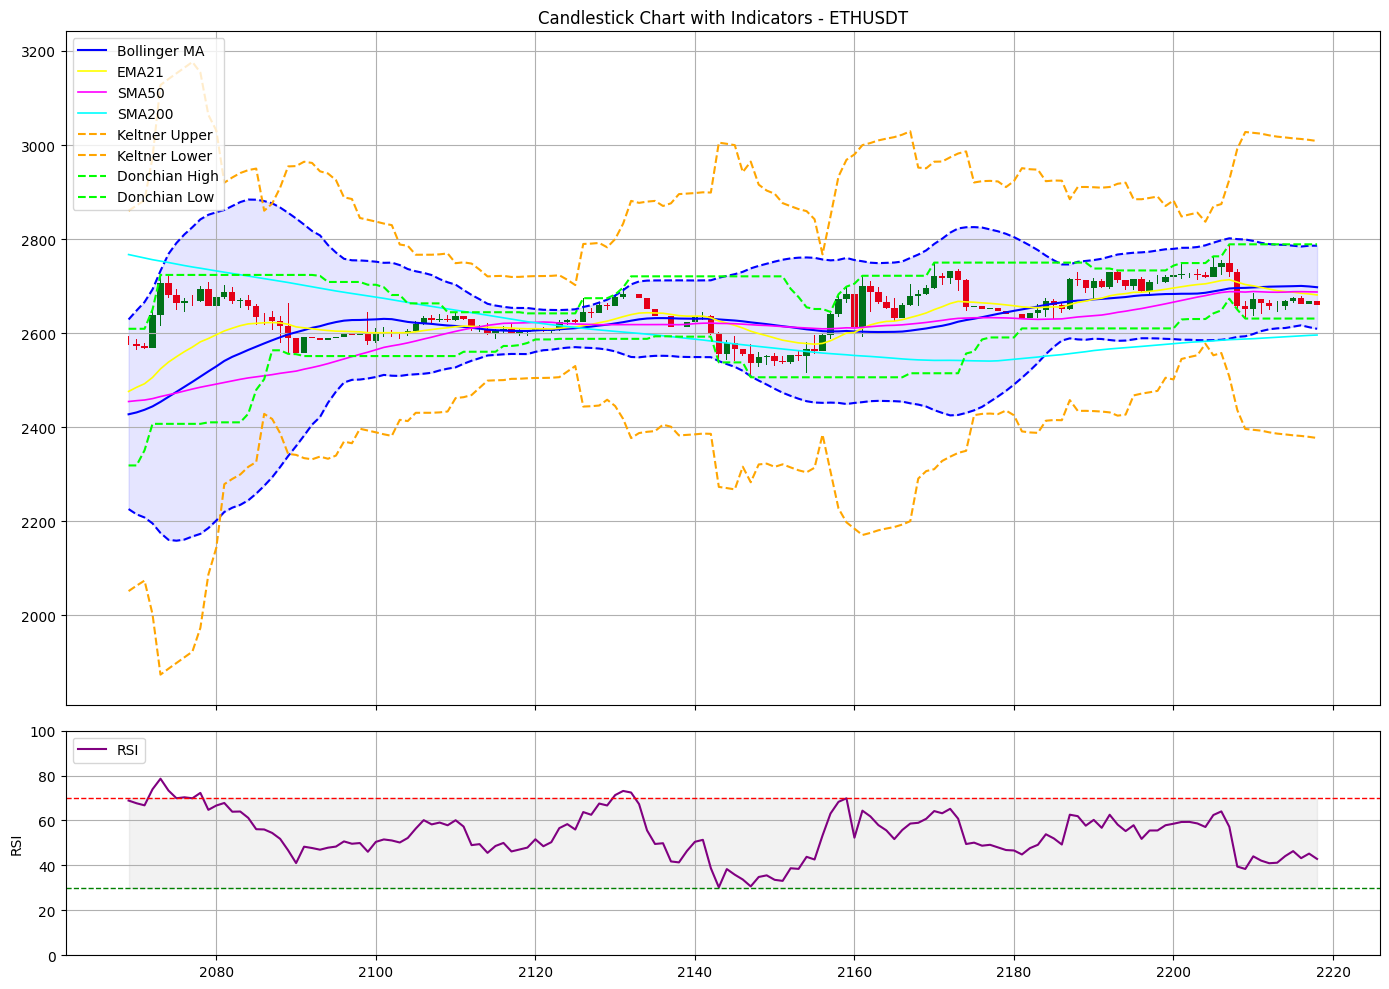 Candlestick Chart with Indicators - ETHUSDT
3200
3000
2800
2600
2400
2200
2000
Bollinger MA
EMA21
SMA50
SMA200
Keltner Upper
Keltner Lower
Donchian High
Donchian Low
100
80
60
40
20
0
RSI
RSI
2080
2100
2120
2140
2160
2180
2200
2220